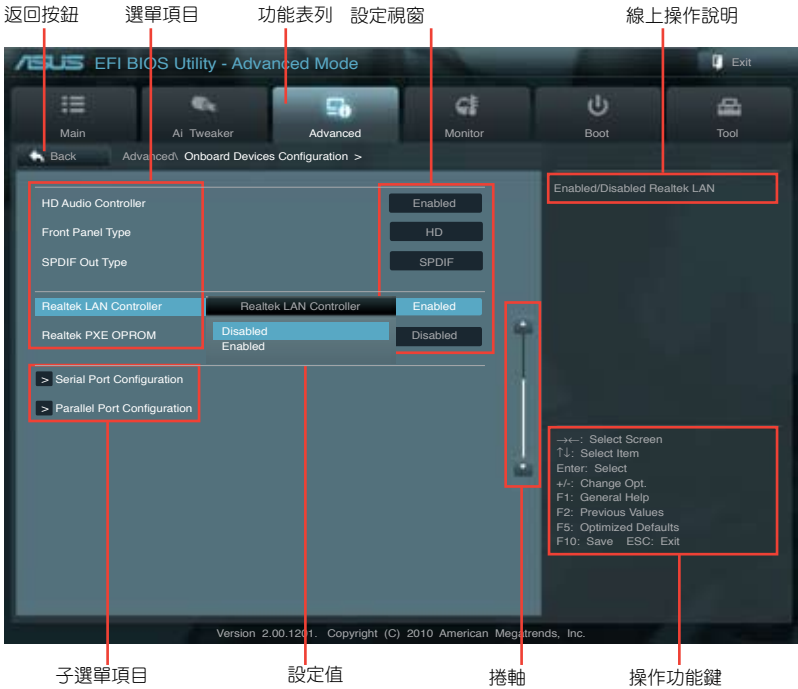 返回按鈕 選單項目 功能表列 設定視窗 線上操作說明
ASUS EFI BIOS Utility - Advanced Mode Exit
Main Ai Tweaker Advanced Monitor Boot Tool
Back Advanced\ Onboard Devices Configuration >
Enabled/Disabled Realtek LAN
HD Audio Controller Enabled
Front Panel Type HD
SPDIF Out Type SPDIF
Realtek LAN Controller Realtek LAN Controller Enabled
Realtek PXE OPROM Disabled Disabled
Enabled
> Serial Port Configuration
> Parallel Port Configuration
→←: Select Screen
↑↓: Select Item
Enter: Select
+/-: Change Opt.
F1: General Help
F2: Previous Values
F5: Optimized Defaults
F10: Save ESC: Exit
Version 2.00.1201. Copyright (C) 2010 American Megatrends, Inc.
子選單項目 設定值 捲軸 操作功能鍵